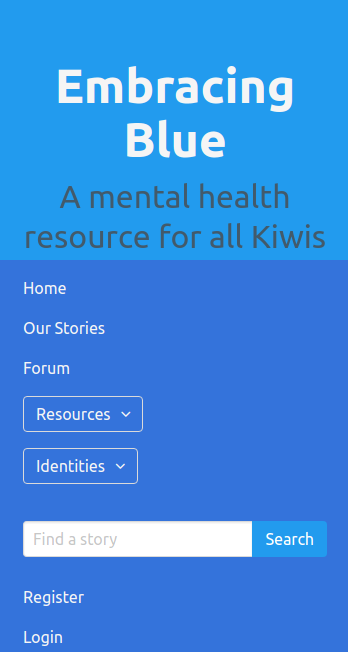 Embracing
Blue
A mental health
resource for all Kiwis
Home
Our Stories
Forum
Resources
Identities
Find a story
Search
Register
Login